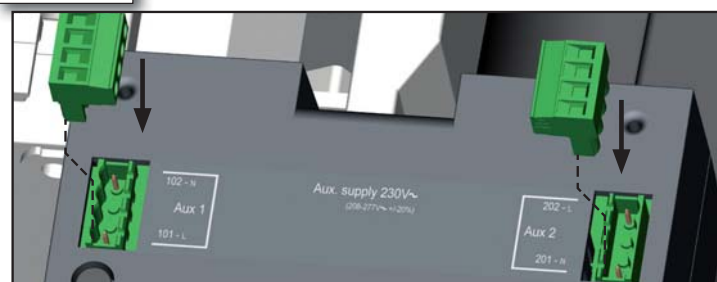 102 - N
Aux 1
101 - L
Aux. supply 230V~
(208-277V~ +/-20%)
202 - L
Aux 2
201 - N